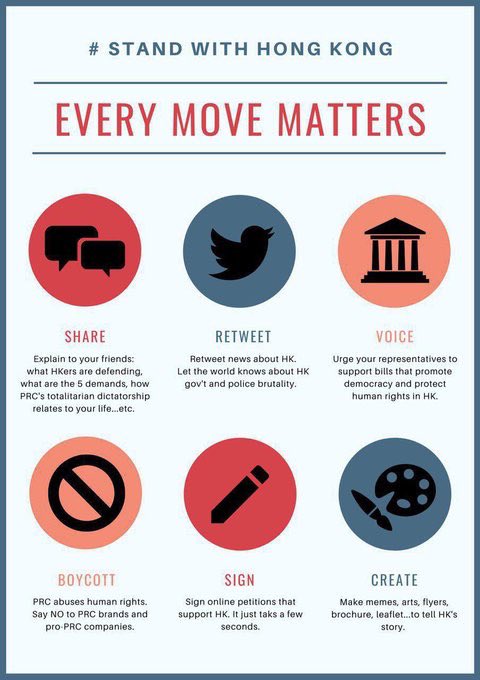 # STAND WITH HONG KONG
EVERY MOVE MATTERS
SHARE
Explain to your friends:
what HKers are defending,
what are the 5 demands, how
PRC's totalitarian dictatorship
relates to your life...etc.
RETWEET
Retweet news about HK.
Let the world knows about HK
gov't and police brutality.
VOICE
Urge your representatives to
support bills that promote
democracy and protect
human rights in HK.
BOYCOTT
PRC abuses human rights.
Say NO to PRC brands and
pro-PRC companies.
SIGN
Sign online petitions that
support HK. It just takes a few
seconds.
CREATE
Make memes, arts, flyers,
brochure, leaflet...to tell HK's
story.